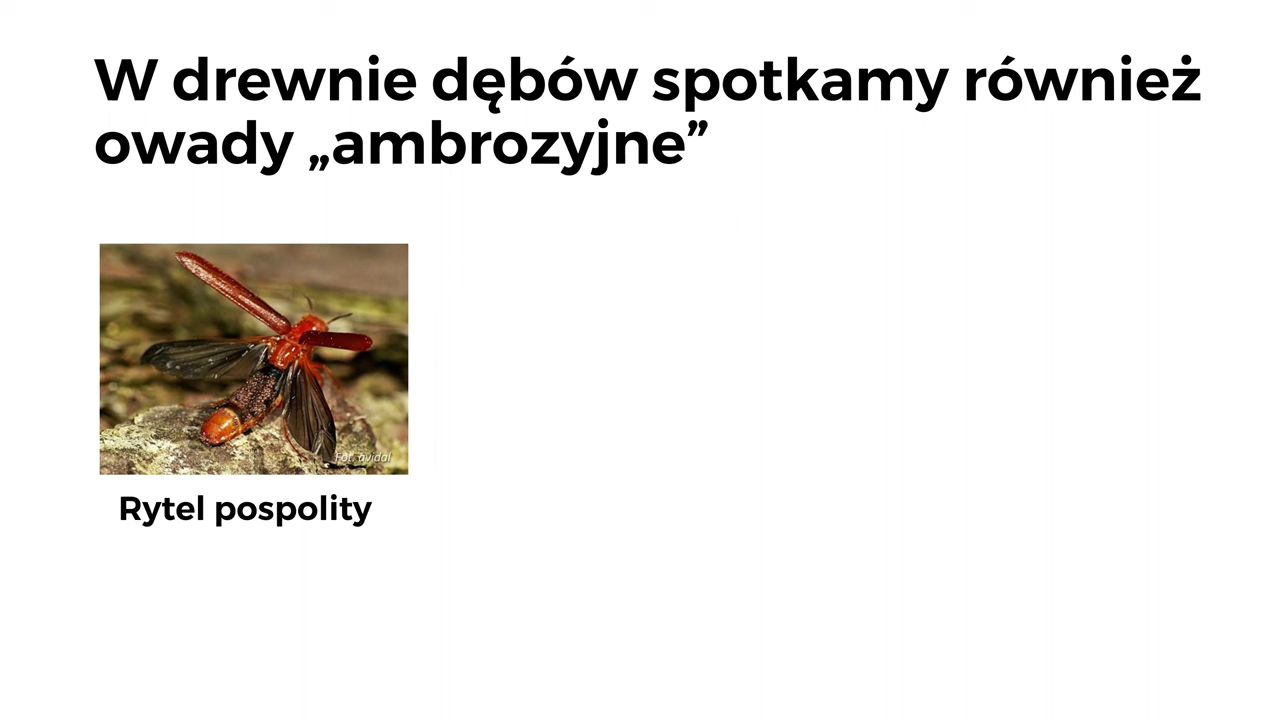 W drewnie dębów spotkamy również
owady „ambrozyjne”
Fot. avidal
Rytel pospolity